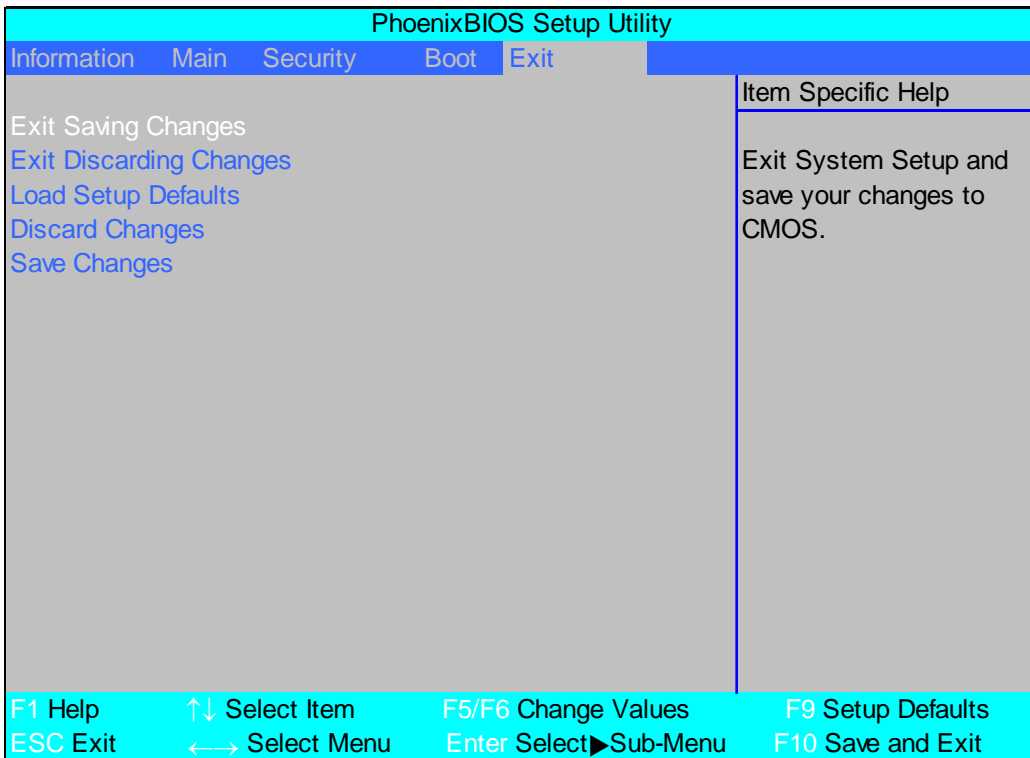 PhoenixBIOS Setup Utility
Information Main Security Boot Exit
Item Specific Help
Exit Saving Changes
Exit Discarding Changes
Load Setup Defaults
Discard Changes
Save Changes
Exit System Setup and
save your changes to
CMOS.
F1 Help ↑↓ Select Item F5/F6 Change Values F9 Setup Defaults
ESC Exit ←→ Select Menu Enter Select▶Sub-Menu F10 Save and Exit